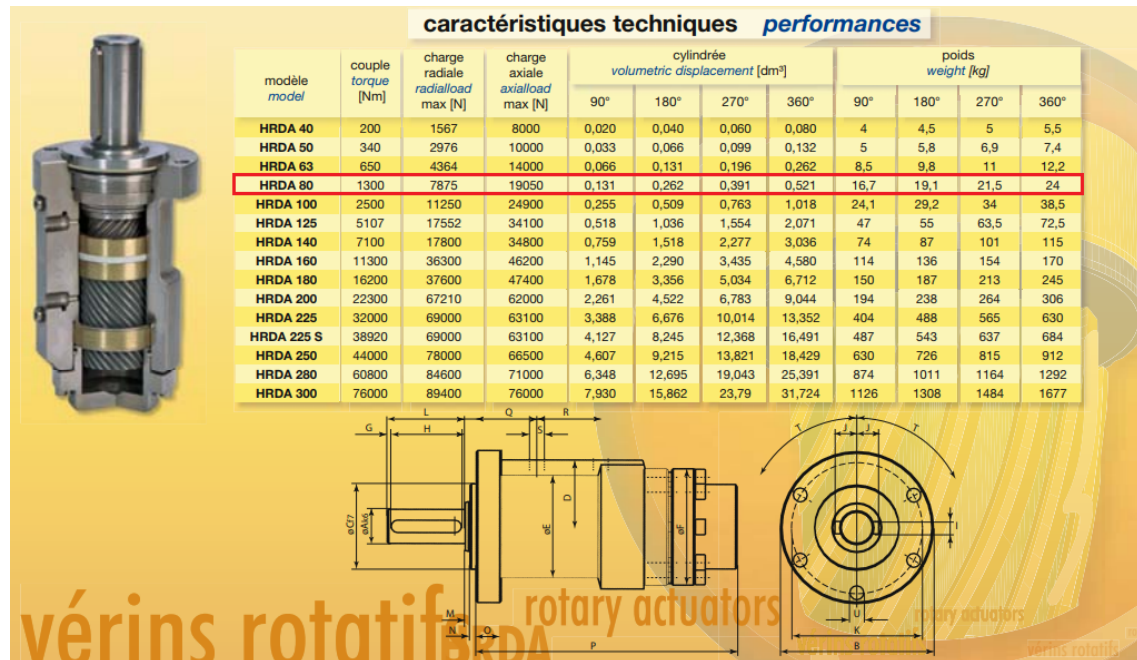 caractéristiques techniques performances
modèle model couple torque [Nm] charge radiale radialload max [N] charge axiale axialload max [N] cylindrée volumetric displacement [dm³] poids weight [kg]
90° 180° 270° 360° 90° 180° 270° 360°
HRDA 40 200 1567 8000 0,020 0,040 0,060 0,080 4 4,5 5 5,5
HRDA 50 340 2976 10000 0,033 0,066 0,099 0,132 5 5,8 6,9 7,4
HRDA 63 650 4364 14000 0,066 0,131 0,196 0,262 8,5 9,8 11 12,2
HRDA 80 1300 7875 19050 0,131 0,262 0,391 0,521 16,7 19,1 21,5 24
HRDA 100 2500 11250 24900 0,255 0,509 0,763 1,018 24,1 29,2 34 38,5
HRDA 125 5107 17552 34100 0,518 1,036 1,554 2,071 47 55 63,5 72,5
HRDA 140 7100 17800 34800 0,759 1,518 2,277 3,036 74 87 101 115
HRDA 160 11300 36300 46200 1,145 2,290 3,435 4,580 114 136 154 170
HRDA 180 16200 37600 47400 1,678 3,356 5,034 6,712 150 187 213 245
HRDA 200 22300 67210 62000 2,261 4,522 6,783 9,044 194 238 264 306
HRDA 225 32000 69000 63100 3,388 6,676 10,014 13,352 404 488 565 630
HRDA 225 S 38920 69000 63100 4,127 8,245 12,368 16,491 487 543 637 684
HRDA 250 44000 78000 66500 4,607 9,215 13,821 18,429 630 726 815 912
HRDA 280 60800 84600 71000 6,348 12,695 19,043 25,391 874 1011 1164 1292
HRDA 300 76000 89400 76000 7,930 15,862 23,79 31,724 1126 1308 1484 1677
L Q R
G H S T J J T
D
øCf7 øAk6 øE øF I
M
N O U
K
P B
vérins rotatifs HRDA rotary actuators
rotary actuators
vérins rotatifs